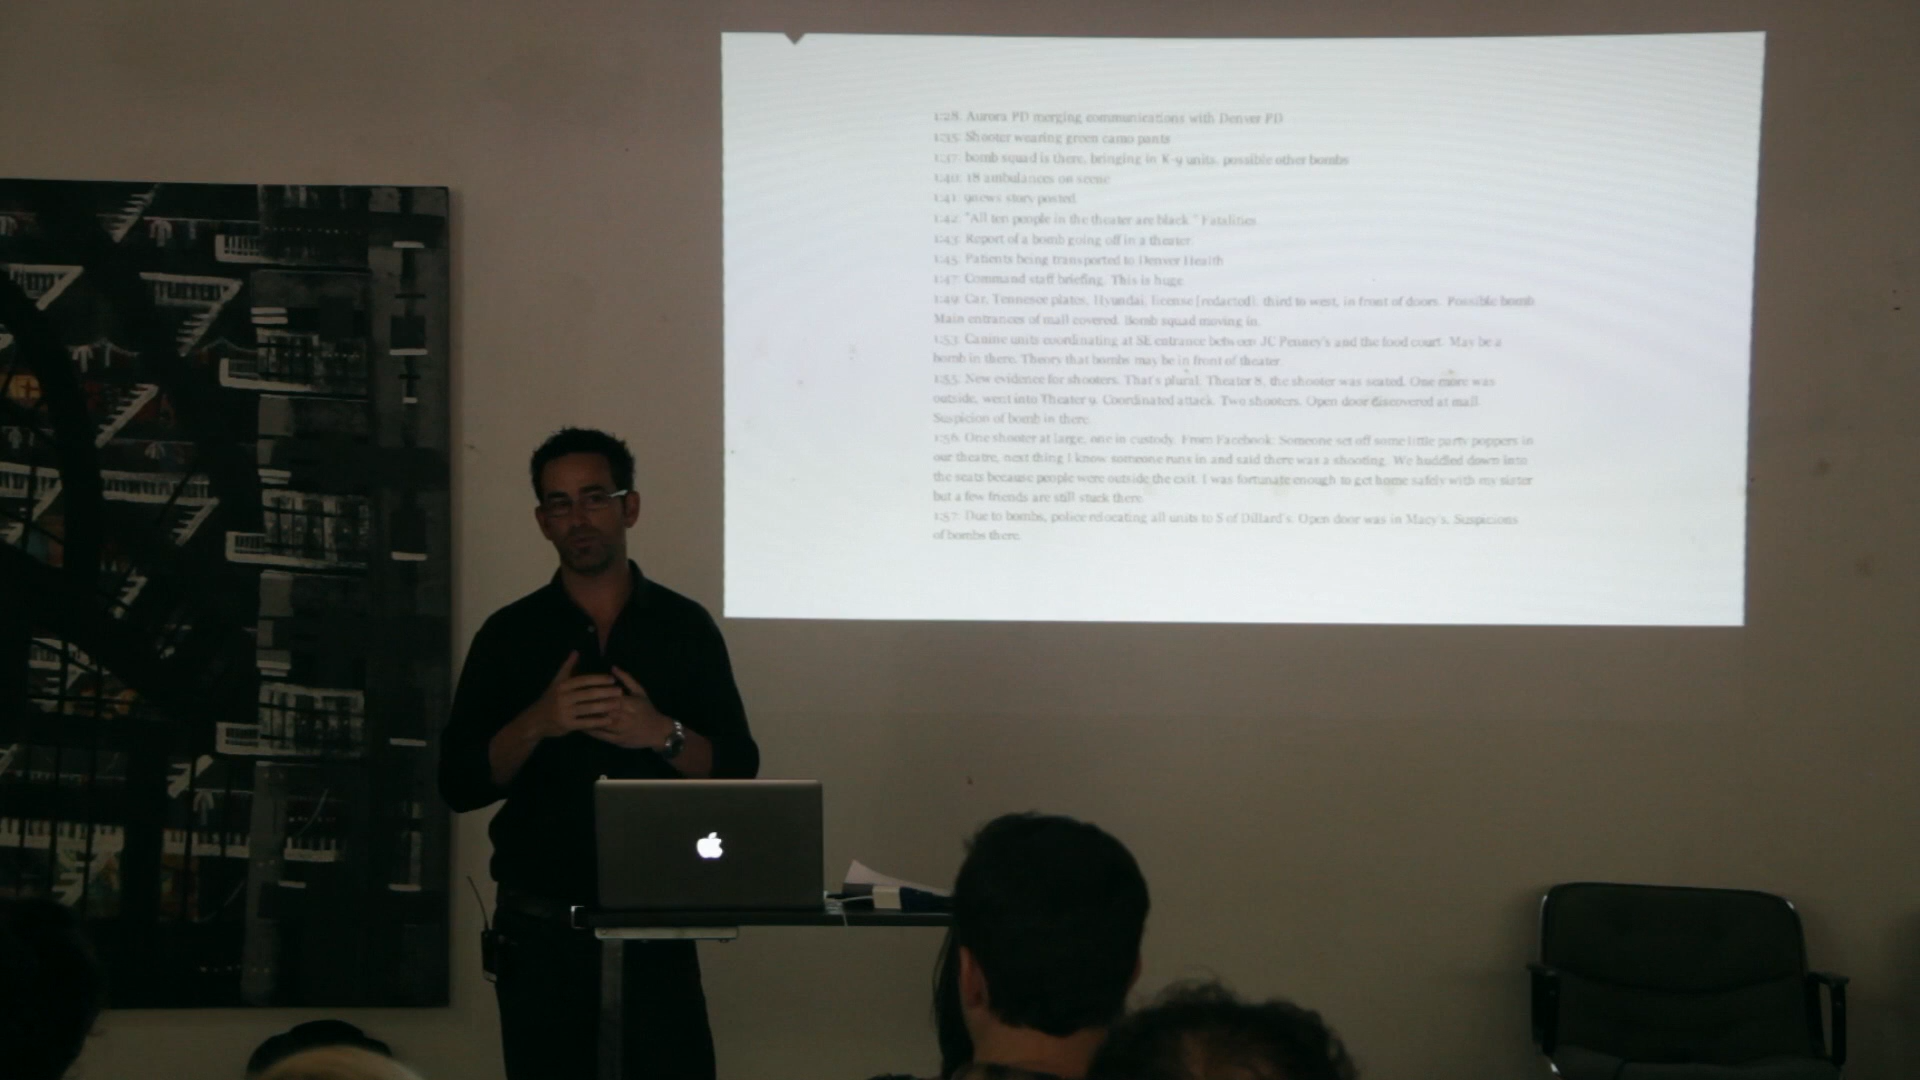 1:28: Aurora PD merging communications with Denver PD
1:35: Shooter wearing green camo pants
1:37: bomb squad is there, bringing in K-9 units, possible other bombs
1:40: 18 ambulances on scene
1:41: 9news story posted
1:42: "All ten people in the theater are black." Fatalities
1:43: Report of a bomb going off in a theater
1:45: Patients being transported to Denver Health
1:47: Command staff briefing. This is huge
1:49: Car, Tennesee plates, Hyundai, license [redacted], third to west, in front of doors. Possible bomb
Main entrances of mall covered. Bomb squad moving in.
1:53: Canine units coordinating at SE entrance between JC Penney's and the food court. May be a
bomb in there. Theory that bombs may be in front of theater
1:55: New evidence for shooters. That's plural. Theater 8, the shooter was seated. One more was
outside, went into Theater 9. Coordinated attack. Two shooters. Open door discovered at mall.
Suspicion of bomb in there.
1:56: One shooter at large, one in custody. From Facebook: Someone set off some little party poppers in
our theatre, next thing I know someone runs in and said there was a shooting. We huddled down into
the seats because people were outside the exit. I was fortunate enough to get home safely with my sister
but a few friends are still stuck there.
1:57: Due to bombs, police relocating all units to S of Dillard's. Open door was in Macy's. Suspicions
of bombs there.